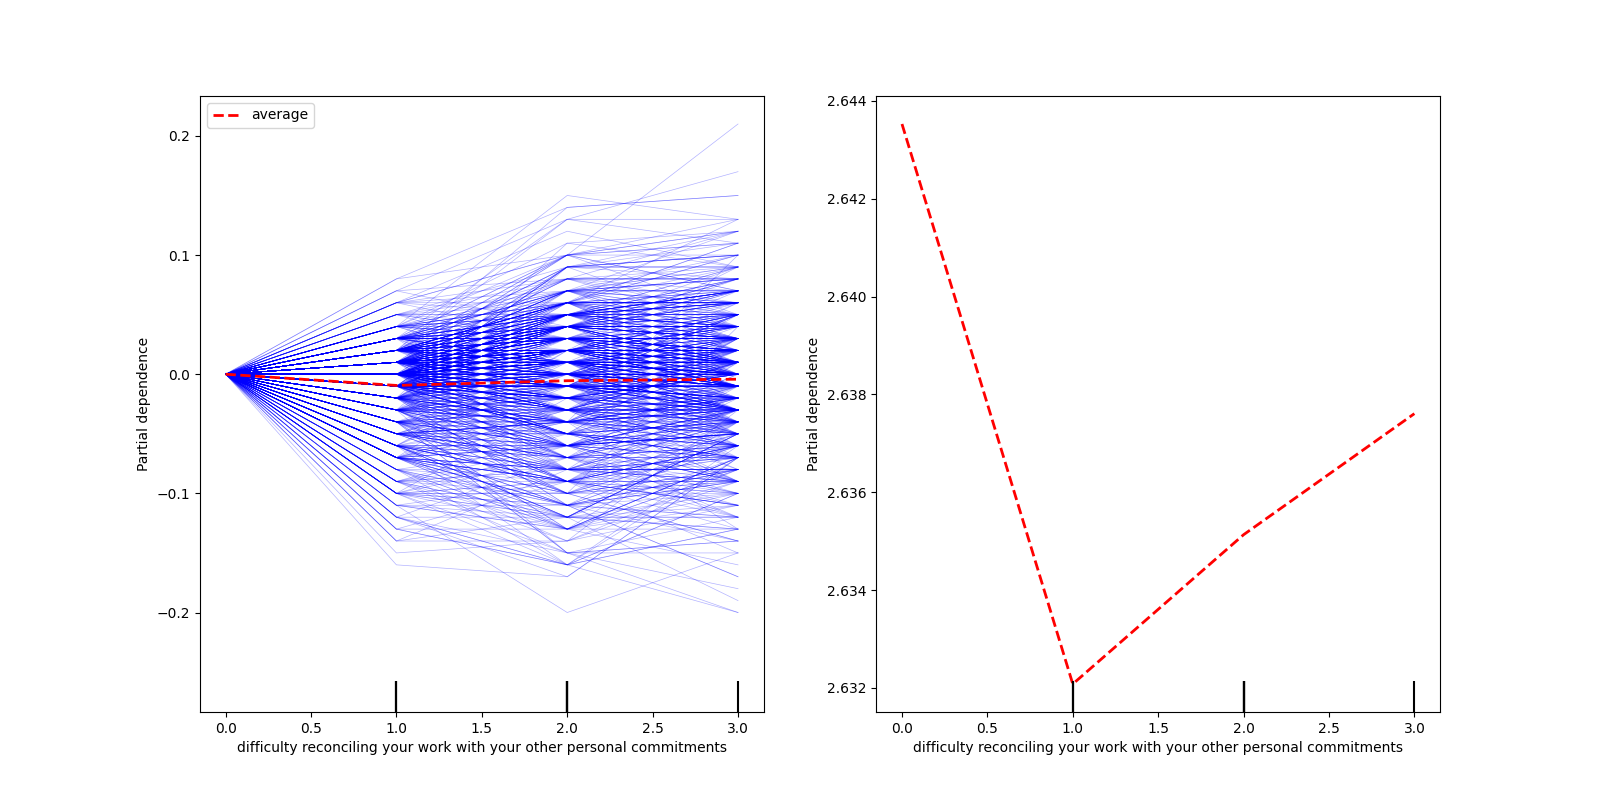 average
0.2
0.1
0.0
−0.1
−0.2
Partial dependence
0.0 0.5 1.0 1.5 2.0 2.5 3.0
difficulty reconciling your work with your other personal commitments
2.644
2.642
2.640
2.638
2.636
2.634
2.632
Partial dependence
0.0 0.5 1.0 1.5 2.0 2.5 3.0
difficulty reconciling your work with your other personal commitments